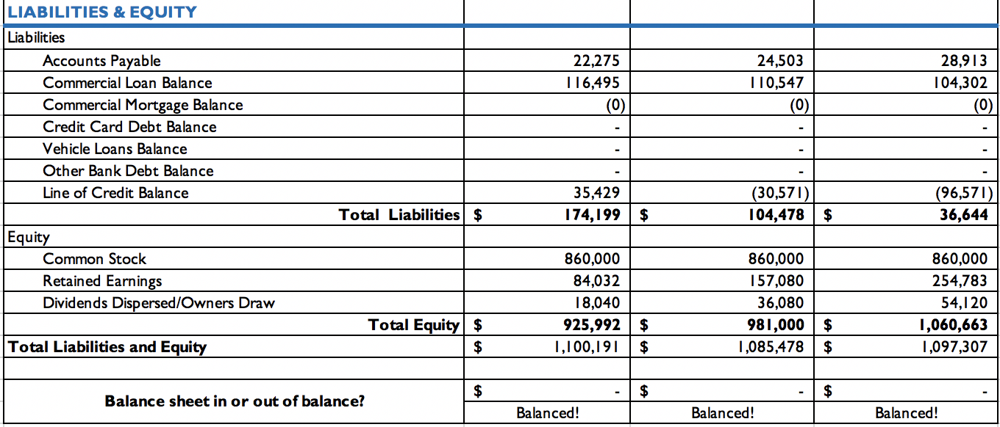 LIABILITIES & EQUITY
Liabilities
Accounts Payable 22,275 24,503 28,913
Commercial Loan Balance 116,495 110,547 104,302
Commercial Mortgage Balance (0) (0) (0)
Credit Card Debt Balance - - -
Vehicle Loans Balance - - -
Other Bank Debt Balance - - -
Line of Credit Balance 35,429 (30,571) (96,571)
Total Liabilities $ 174,199 $ 104,478 $ 36,644
Equity
Common Stock 860,000 860,000 860,000
Retained Earnings 84,032 157,080 254,783
Dividends Dispersed/Owners Draw 18,040 36,080 54,120
Total Equity $ 925,992 $ 981,000 $ 1,060,663
Total Liabilities and Equity $ 1,100,191 $ 1,085,478 $ 1,097,307
Balance sheet in or out of balance? $ - $ - $ -
Balanced! Balanced! Balanced!